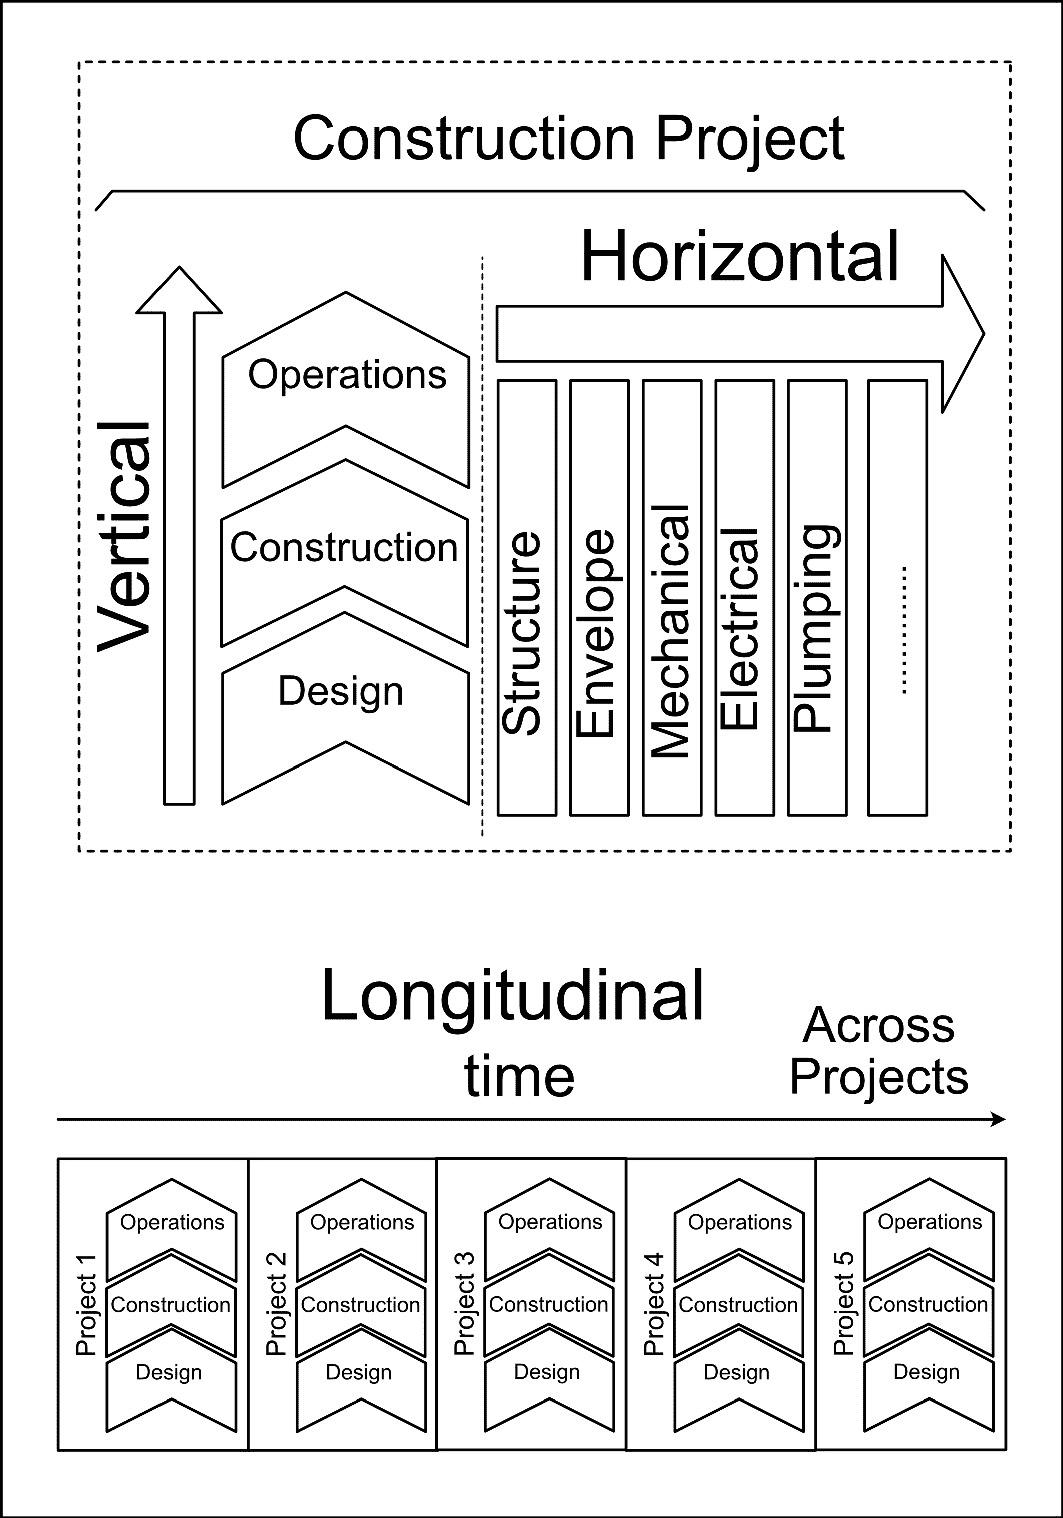 Construction Project
Vertical
Operations
Construction
Design
Horizontal
Structure
Envelope
Mechanical
Electrical
Plumping
............
Longitudinal
time
Across
Projects
Project 1
Operations
Construction
Design
Project 2
Operations
Construction
Design
Project 3
Operations
Construction
Design
Project 4
Operations
Construction
Design
Project 5
Operations
Construction
Design